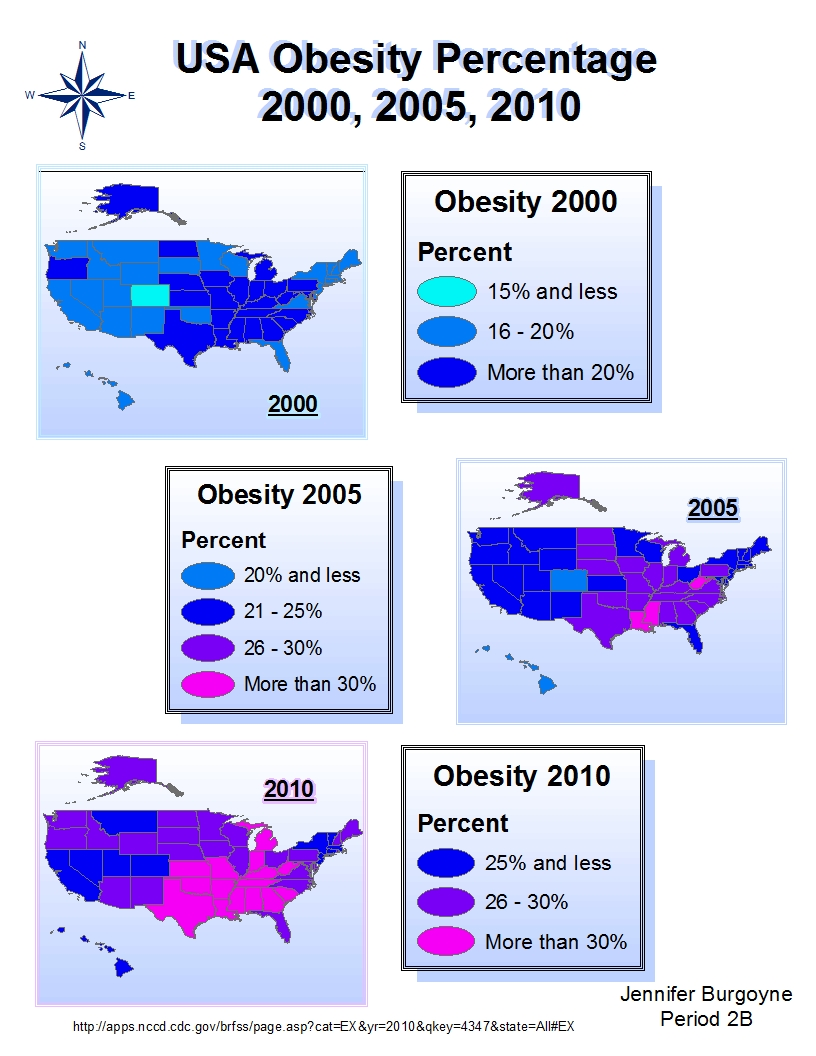 N
W
E
S
USA Obesity Percentage
2000, 2005, 2010
Obesity 2000
Percent
15% and less
16 - 20%
More than 20%
2000
Obesity 2005
Percent
20% and less
21 - 25%
26 - 30%
More than 30%
2005
2010
Obesity 2010
Percent
25% and less
26 - 30%
More than 30%
Jennifer Burgoyne
Period 2B
http://apps.nccd.cdc.gov/brfss/page.asp?cat=EX&yr=2010&qkey=4347&state=All#EX